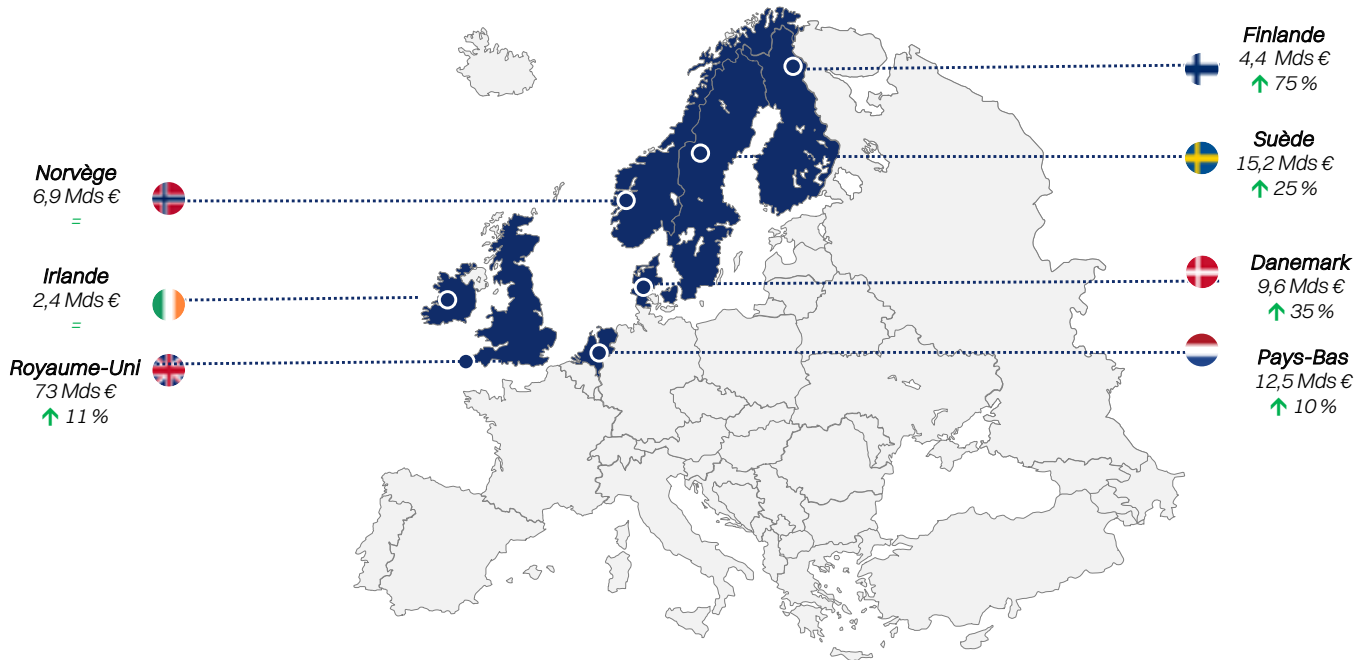 Norvège
6,9 Mds €
=
Irlande
2,4 Mds €
=
Royaume-Uni
73 Mds €
↑ 11 %
Finlande
4,4 Mds €
↑ 75 %
Suède
15,2 Mds €
↑ 25 %
Danemark
9,6 Mds €
↑ 35 %
Pays-Bas
12,5 Mds €
↑ 10 %